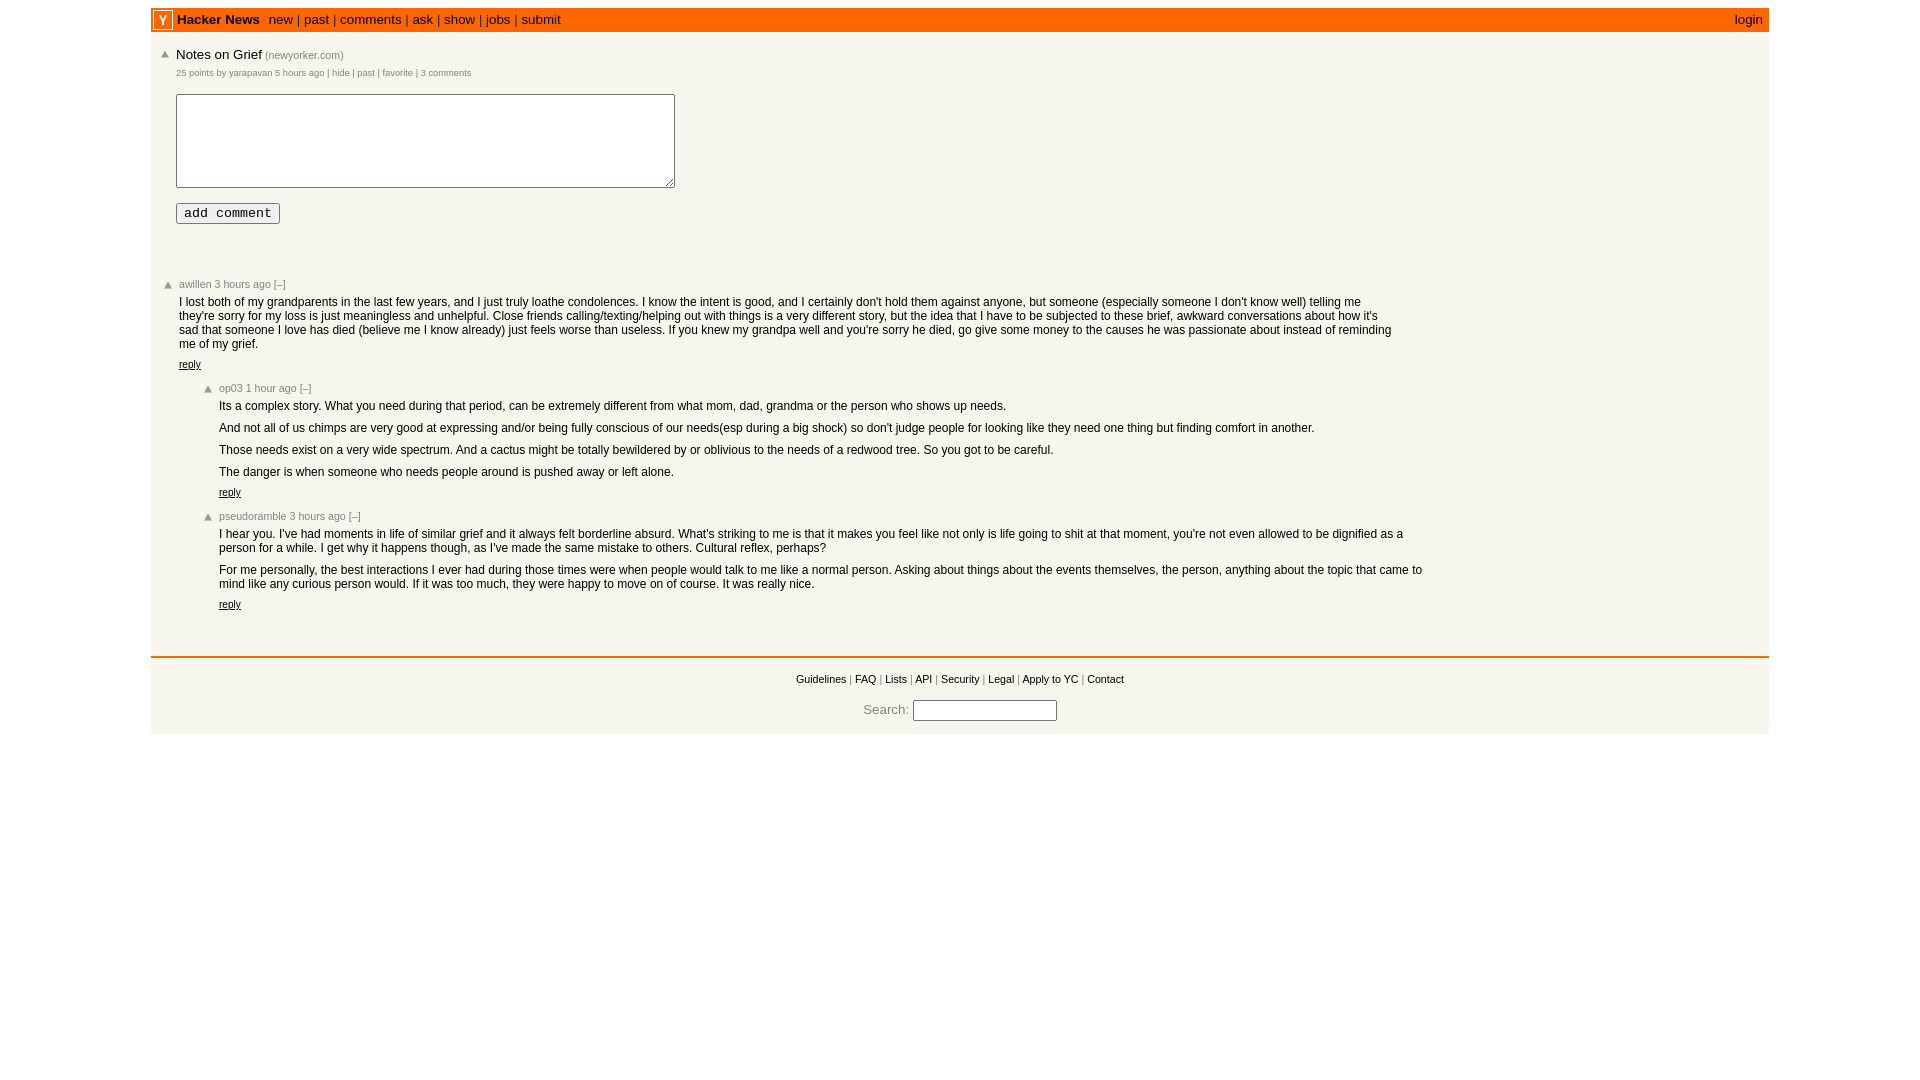 Y Hacker News new | past | comments | ask | show | jobs | submit login
Notes on Grief (newyorker.com)
25 points by yarapavan 5 hours ago | hide | past | favorite | 3 comments
add comment
awillen 3 hours ago [–]
I lost both of my grandparents in the last few years, and I just truly loathe condolences. I know the intent is good, and I certainly don't hold them against anyone, but someone (especially someone I don't know well) telling me
they're sorry for my loss is just meaningless and unhelpful. Close friends calling/texting/helping out with things is a very different story, but the idea that I have to be subjected to these brief, awkward conversations about how it's
sad that someone I love has died (believe me I know already) just feels worse than useless. If you knew my grandpa well and you're sorry he died, go give some money to the causes he was passionate about instead of reminding
me of my grief.
reply
op03 1 hour ago [–]
Its a complex story. What you need during that period, can be extremely different from what mom, dad, grandma or the person who shows up needs.
And not all of us chimps are very good at expressing and/or being fully conscious of our needs(esp during a big shock) so don't judge people for looking like they need one thing but finding comfort in another.
Those needs exist on a very wide spectrum. And a cactus might be totally bewildered by or oblivious to the needs of a redwood tree. So you got to be careful.
The danger is when someone who needs people around is pushed away or left alone.
reply
pseudoramble 3 hours ago [–]
I hear you. I've had moments in life of similar grief and it always felt borderline absurd. What's striking to me is that it makes you feel like not only is life going to shit at that moment, you're not even allowed to be dignified as a
person for a while. I get why it happens though, as I've made the same mistake to others. Cultural reflex, perhaps?
For me personally, the best interactions I ever had during those times were when people would talk to me like a normal person. Asking about things about the events themselves, the person, anything about the topic that came to
mind like any curious person would. If it was too much, they were happy to move on of course. It was really nice.
reply
Guidelines | FAQ | Lists | API | Security | Legal | Apply to YC | Contact
Search: